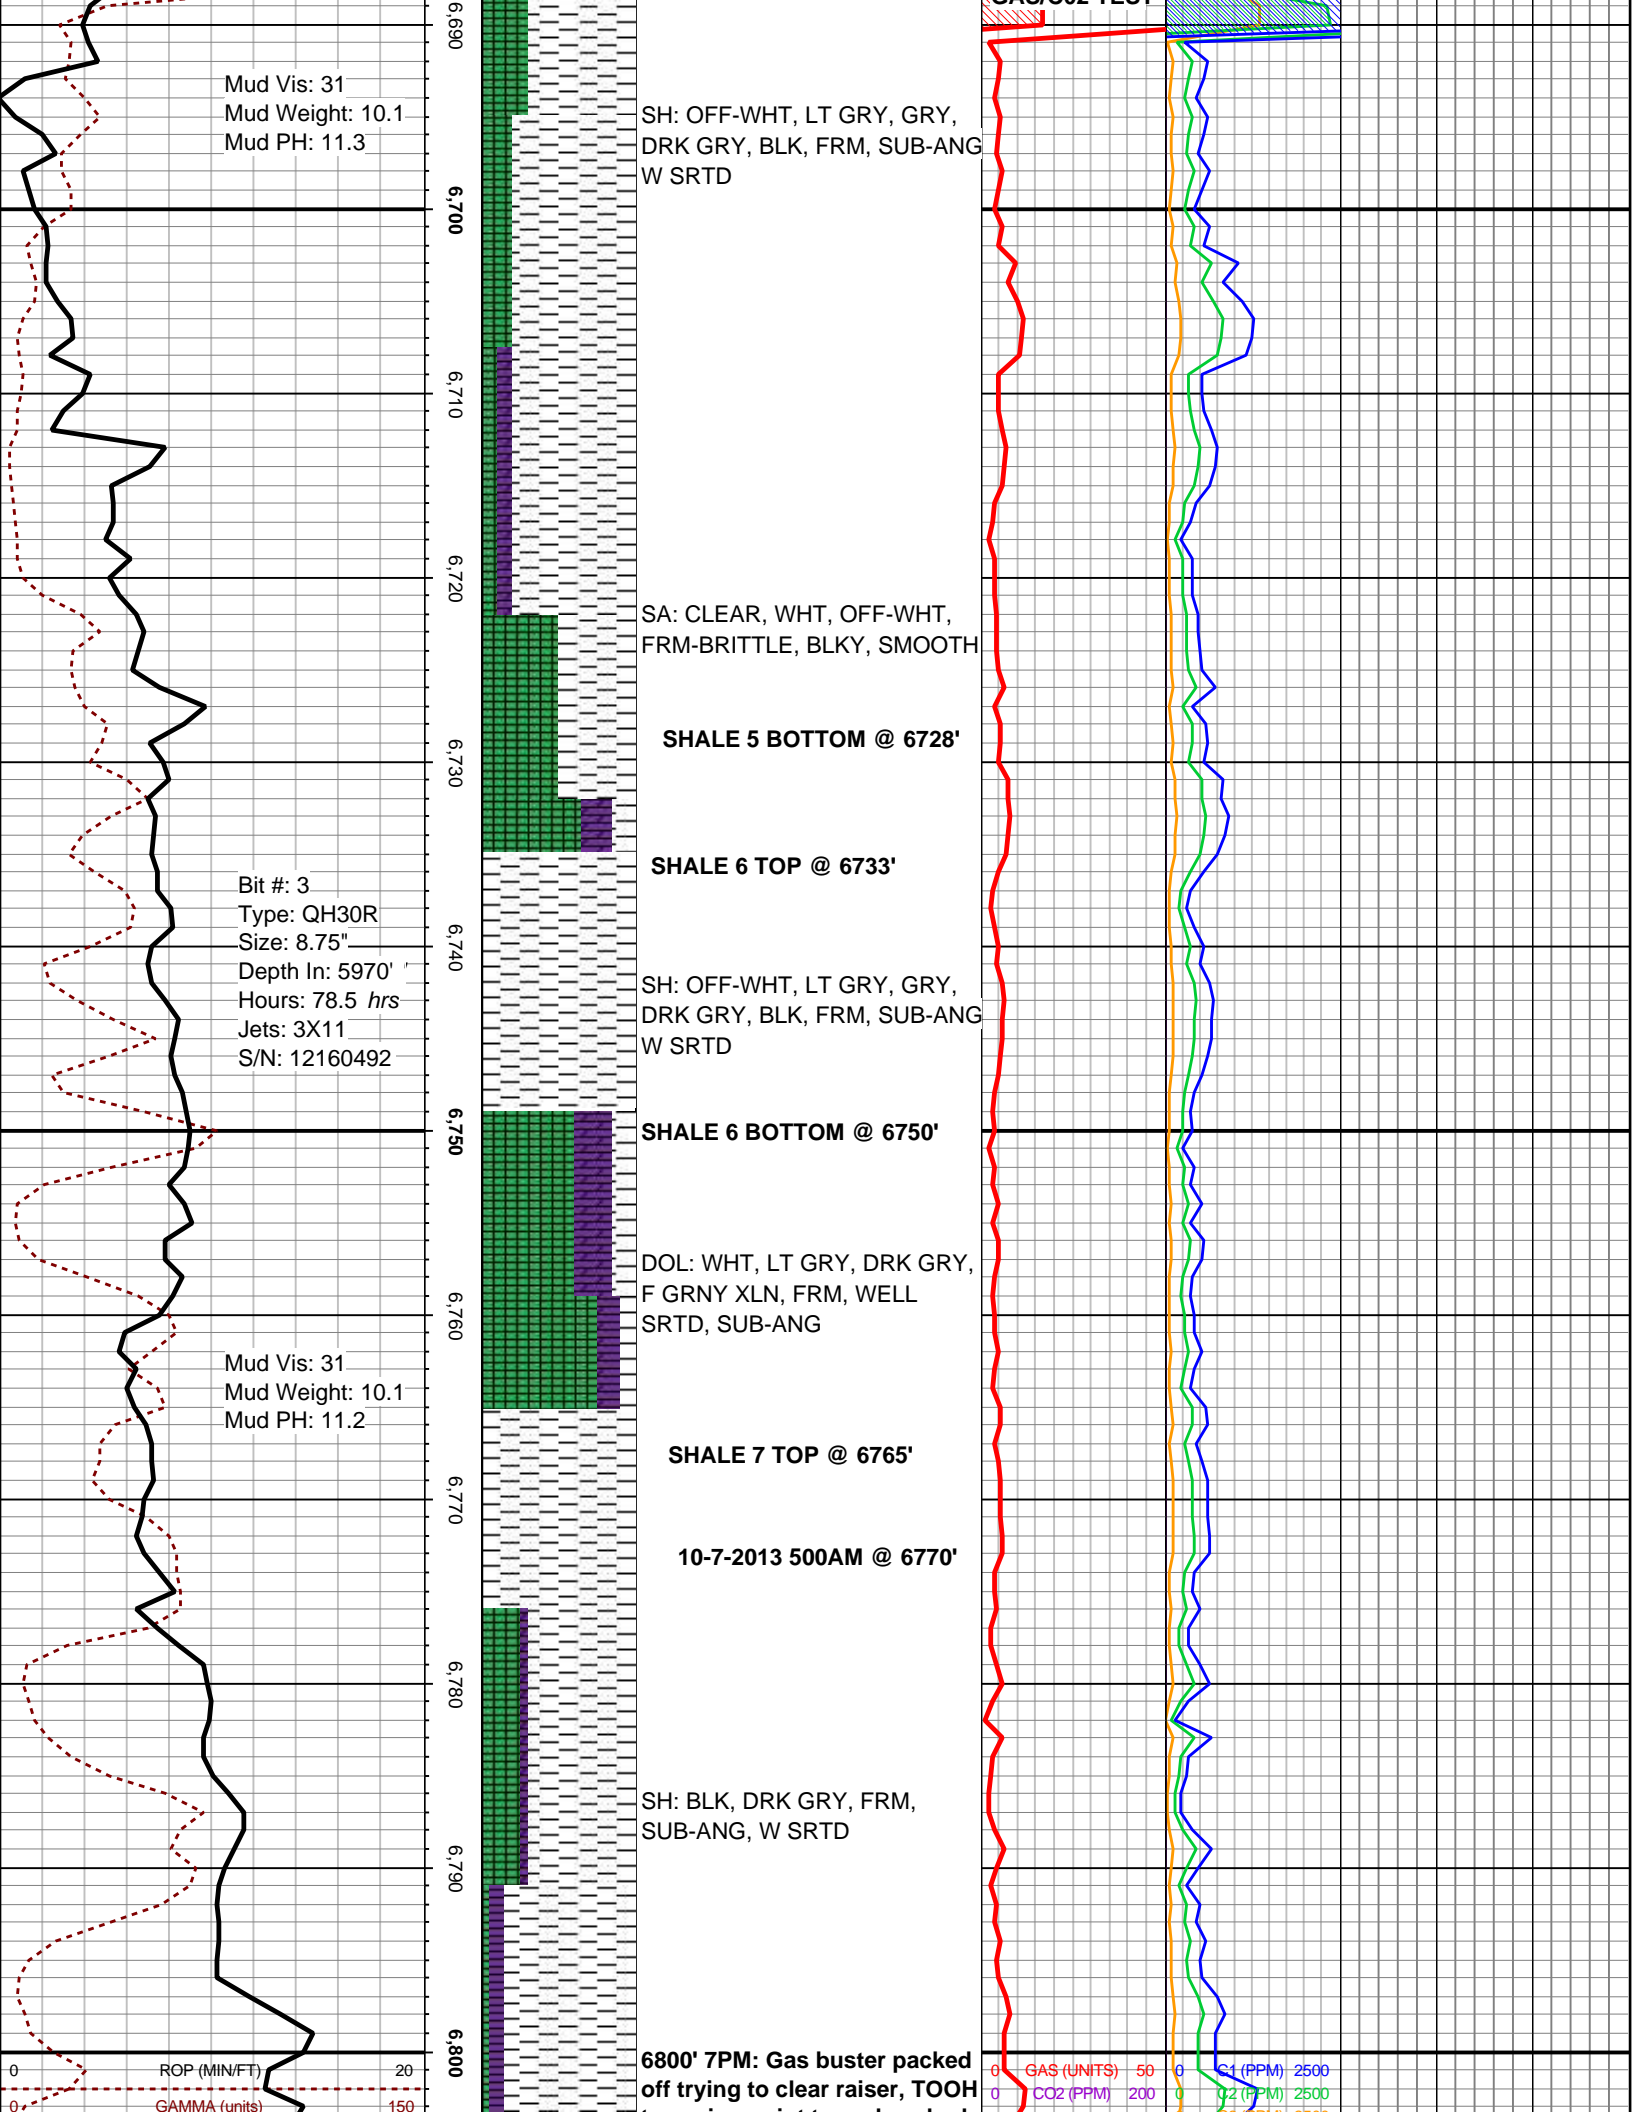 GAS/C02 TEST
6,690
Mud Vis: 31
Mud Weight: 10.1
Mud PH: 11.3
SH: OFF-WHT, LT GRY, GRY,
DRK GRY, BLK, FRM, SUB-ANG
W SRTD
6,700
6,710
6,720
SA: CLEAR, WHT, OFF-WHT,
FRM-BRITTLE, BLKY, SMOOTH
SHALE 5 BOTTOM @ 6728'
6,730
SHALE 6 TOP @ 6733'
Bit #: 3
Type: QH30R
Size: 8.75"
Depth In: 5970' '
Hours: 78.5 hrs
Jets: 3X11
S/N: 12160492
6,740
SH: OFF-WHT, LT GRY, GRY,
DRK GRY, BLK, FRM, SUB-ANG
W SRTD
6,750
SHALE 6 BOTTOM @ 6750'
DOL: WHT, LT GRY, DRK GRY,
F GRNY XLN, FRM, WELL
SRTD, SUB-ANG
6,760
Mud Vis: 31
Mud Weight: 10.1
Mud PH: 11.2
SHALE 7 TOP @ 6765'
6,770
10-7-2013 500AM @ 6770'
6,780
SH: BLK, DRK GRY, FRM,
SUB-ANG, W SRTD
6,790
6,800
6800' 7PM: Gas buster packed
off trying to clear raiser, TOOH
0 ROP (MIN/FT) 20
0 GAMMA (units) 150
0 GAS (UNITS) 50
0 CO2 (PPM) 200
0 C1 (PPM) 2500
0 C2 (PPM) 2500